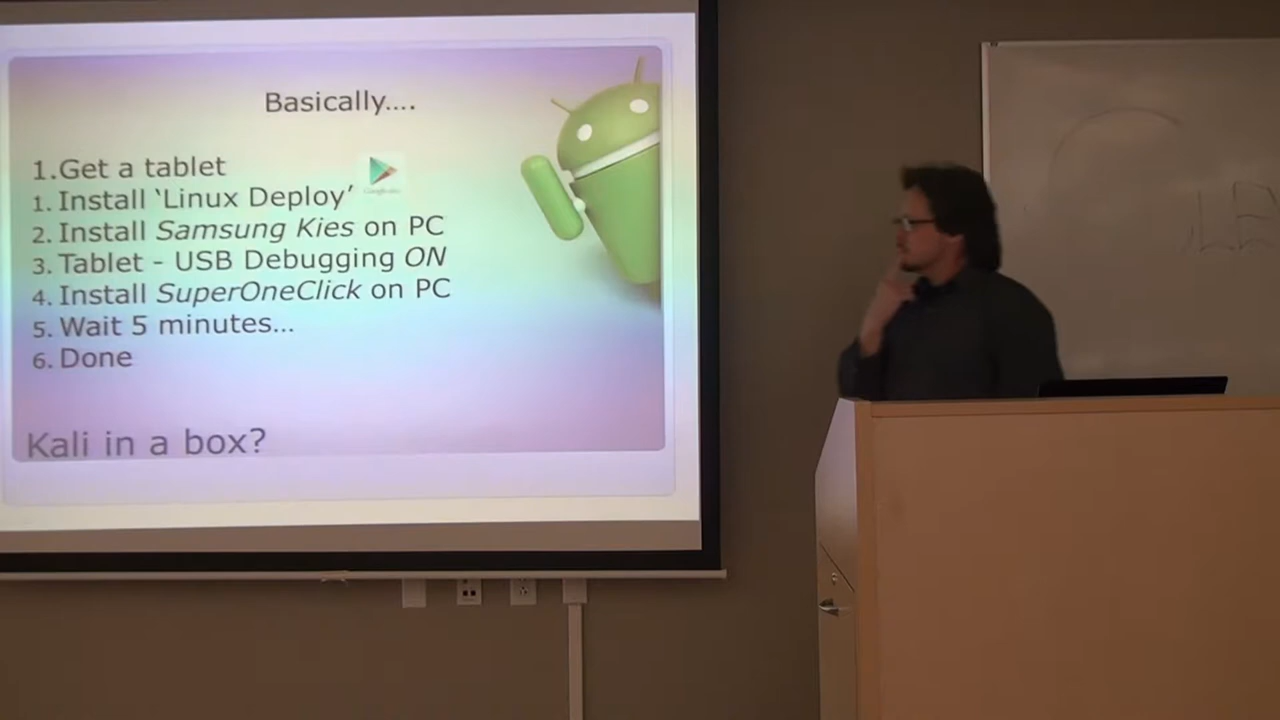 Basically....
1.Get a tablet
1. Install ‘Linux Deploy’
2. Install Samsung Kies on PC
3. Tablet - USB Debugging ON
4. Install SuperOneClick on PC
5. Wait 5 minutes...
6. Done
Kali in a box?